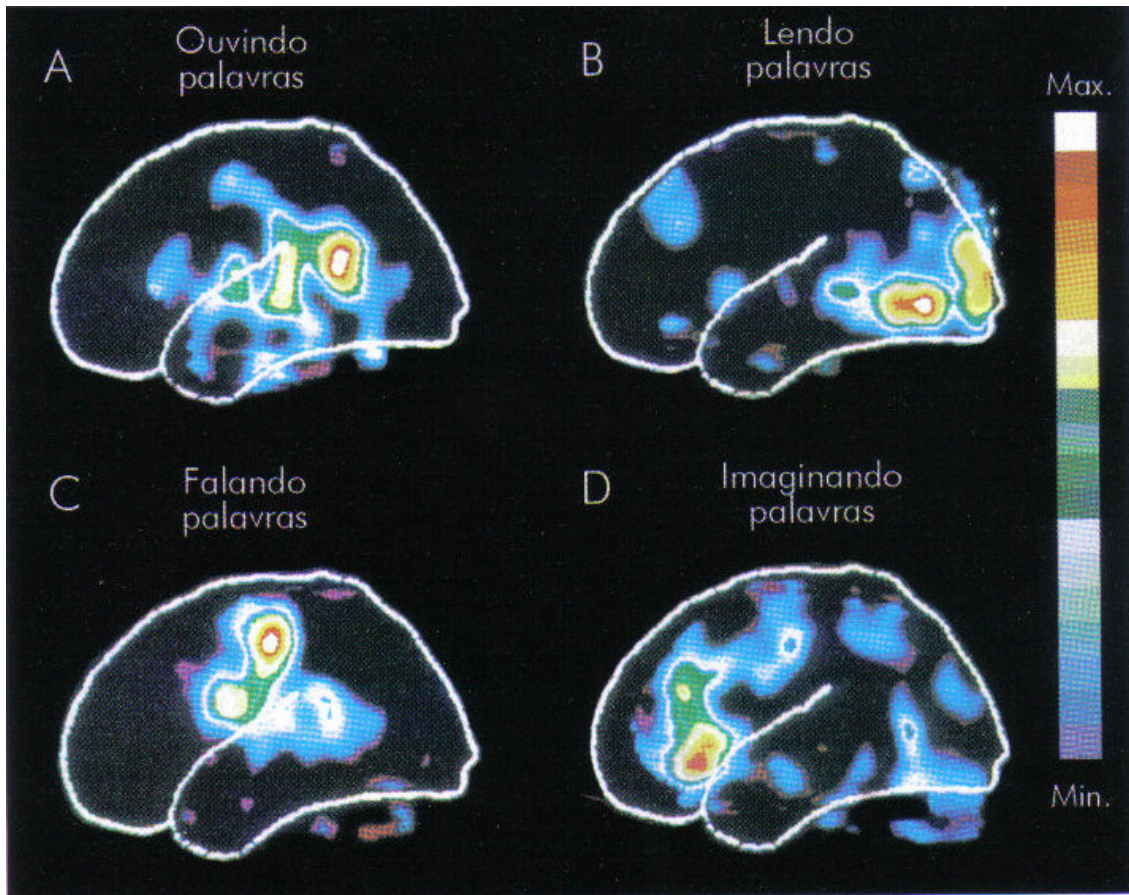 A
Ouvindo
palavras
B
Lendo
palavras
Max.
C
Falando
palavras
D
Imaginando
palavras
Min.